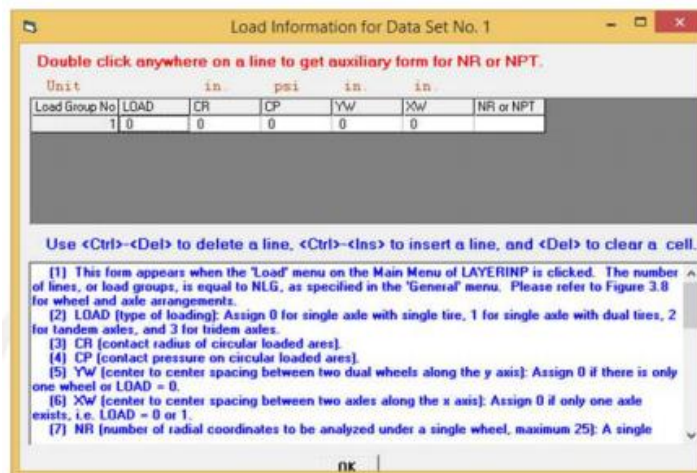 Load Information for Data Set No. 1
Double click anywhere on a line to get auxiliary form for NR or NPT.
Unit in. psi in. in.
Load Group No LOAD CR CP YW XW NR or NPT
1 0 0 0 0 0
Use <Ctrl>-<Del> to delete a line, <Ctrl>-<Ins> to insert a line, and <Del> to clear a cell.
(1) This form appears when the 'Load' menu on the Main Menu of LAYERINP is clicked. The number
of lines, or load groups, is equal to NLG, as specified in the 'General' menu. Please refer to Figure 3.8
for wheel and axle arrangements.
(2) LOAD (type of loading): Assign 0 for single axle with single tire, 1 for single axle with dual tires, 2
for tandem axles, and 3 for tridem axles.
(3) CR (contact radius of circular loaded ares).
(4) CP (contact pressure on circular loaded ares).
(5) YW (center to center spacing between two dual wheels along the y axis): Assign 0 if there is only
one wheel or LOAD = 0.
(6) XW (center to center spacing between two axles along the x axis): Assign 0 if only one axle
exists, i.e. LOAD = 0 or 1.
(7) NR (number of radial coordinates to be analyzed under a single wheel, maximum 25): A single
OK